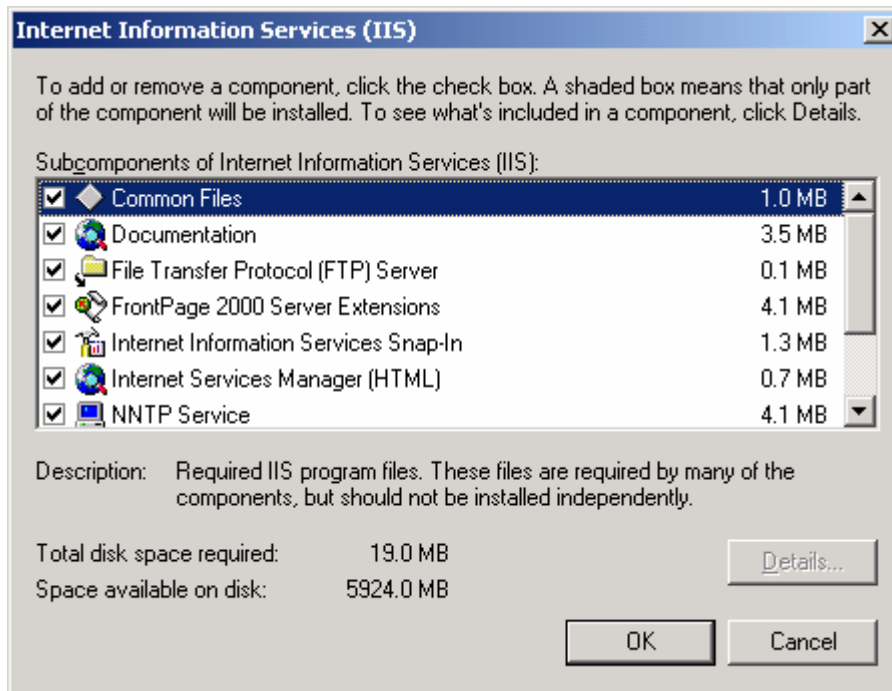 Internet Information Services (IIS)
To add or remove a component, click the check box. A shaded box means that only part
of the component will be installed. To see what's included in a component, click Details.
Subcomponents of Internet Information Services (IIS):
Common Files 1.0 MB
Documentation 3.5 MB
File Transfer Protocol (FTP) Server 0.1 MB
FrontPage 2000 Server Extensions 4.1 MB
Internet Information Services Snap-In 1.3 MB
Internet Services Manager (HTML) 0.7 MB
NNTP Service 4.1 MB
Description: Required IIS program files. These files are required by many of the
components, but should not be installed independently.
Total disk space required: 19.0 MB
Details...
Space available on disk: 5924.0 MB
OK Cancel